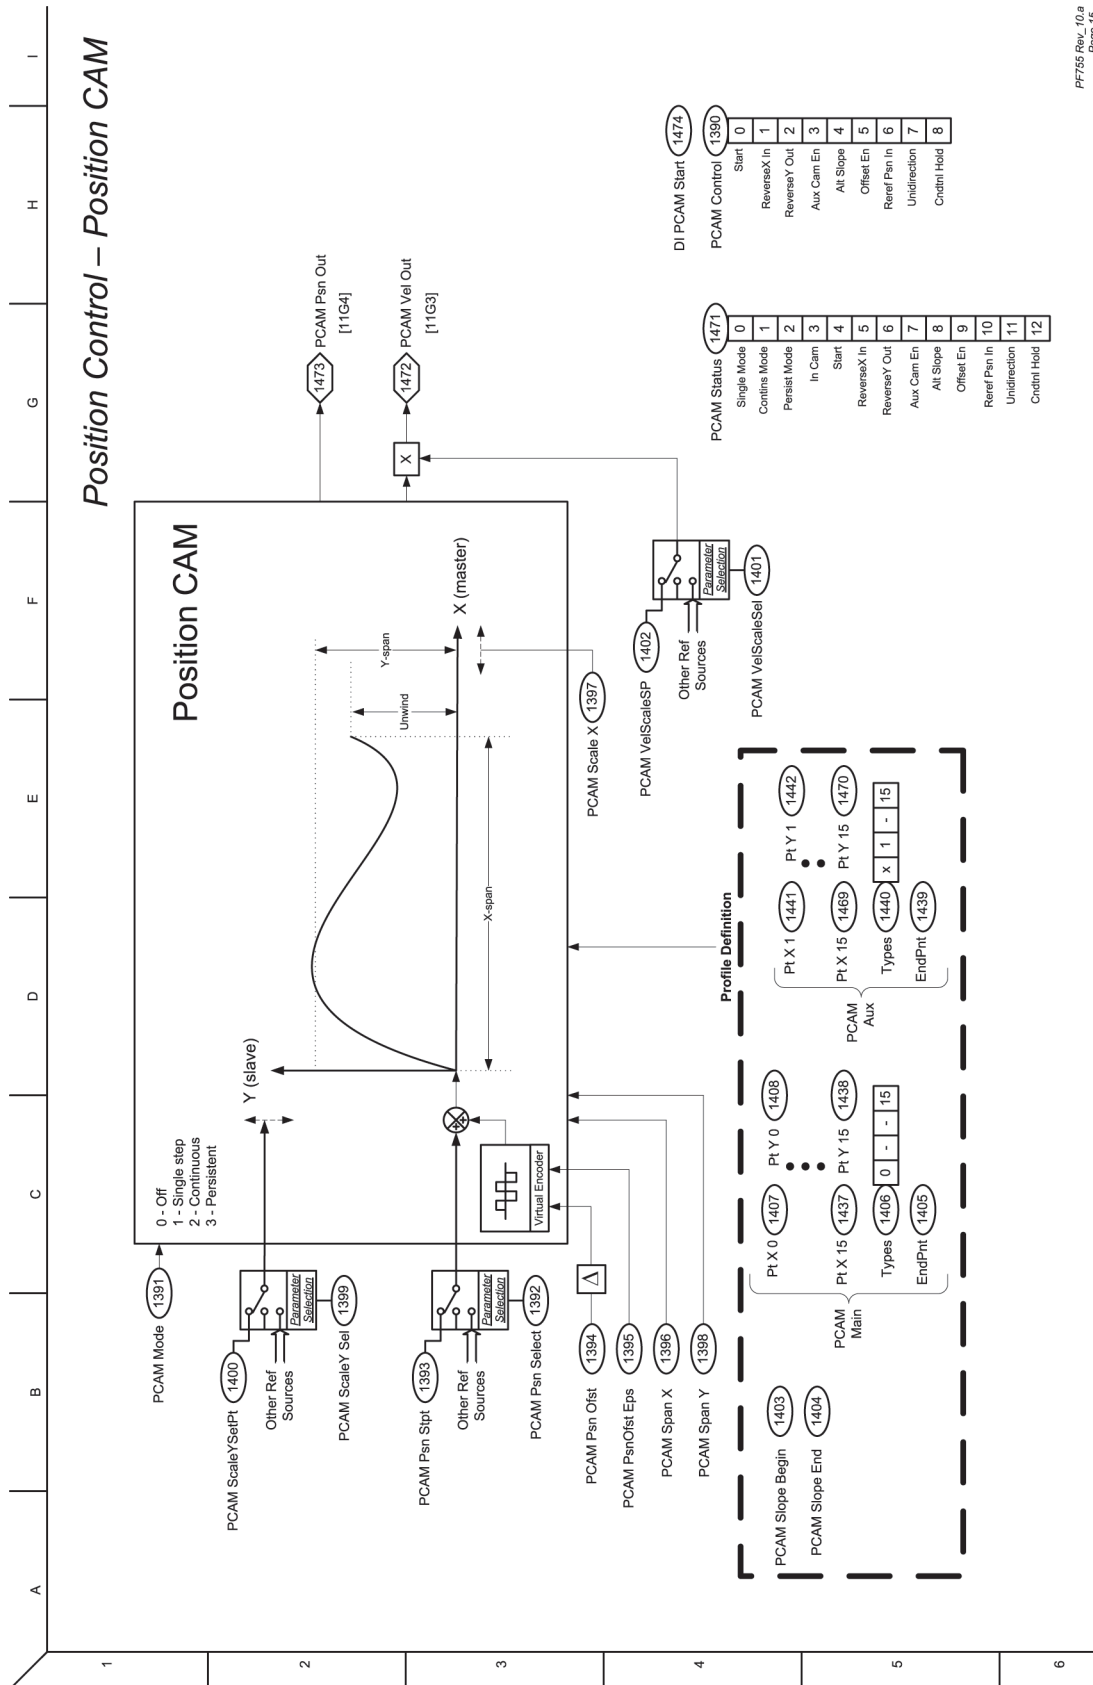 A
B
C
D
E
F
G
H
I
1
2
3
4
5
6
Position Control – Position CAM
Position CAM
PCAM Mode 1391
0 - Off
1 - Single step
2 - Continuous
3 - Persistent
PCAM ScaleYSetPt 1400
Other Ref
Sources
Parameter
Selection
PCAM ScaleY Sel 1399
Y (slave)
PCAM Psn Stpt 1393
Other Ref
Sources
Parameter
Selection
PCAM Psn Select 1392
+
+
Virtual Encoder
X-span
Unwind
Y-span
X (master)
PCAM Psn Ofst 1394
Δ
PCAM PsnOfst Eps 1395
PCAM Span X 1396
PCAM Span Y 1398
PCAM Scale X 1397
PCAM VelScaleSP 1402
Other Ref
Sources
Parameter
Selection
PCAM VelScaleSel 1401
X
1473 PCAM Psn Out
[11G4]
1472 PCAM Vel Out
[11G3]
Profile Definition
PCAM Slope Begin 1403
PCAM Slope End 1404
PCAM
Main
Pt X 0 1407 Pt Y 0 1408
Pt X 15 1437 Pt Y 15 1438
Types 1406 0 - - 15
EndPnt 1405
PCAM
Aux
Pt X 1 1441 Pt Y 1 1442
Pt X 15 1469 Pt Y 15 1470
Types 1440 x 1 - 15
EndPnt 1439
PCAM Status 1471
Single Mode 0
Contins Mode 1
Persist Mode 2
In Cam 3
Start 4
ReverseX In 5
ReverseY Out 6
Aux Cam En 7
Alt Slope 8
Offset En 9
Reref Psn In 10
Unidirection 11
Cndtnl Hold 12
DI PCAM Start 1474
PCAM Control 1390
Start 0
ReverseX In 1
ReverseY Out 2
Aux Cam En 3
Alt Slope 4
Offset En 5
Reref Psn In 6
Unidirection 7
Cndtnl Hold 8
PF755 Rev_10.a
Page 15